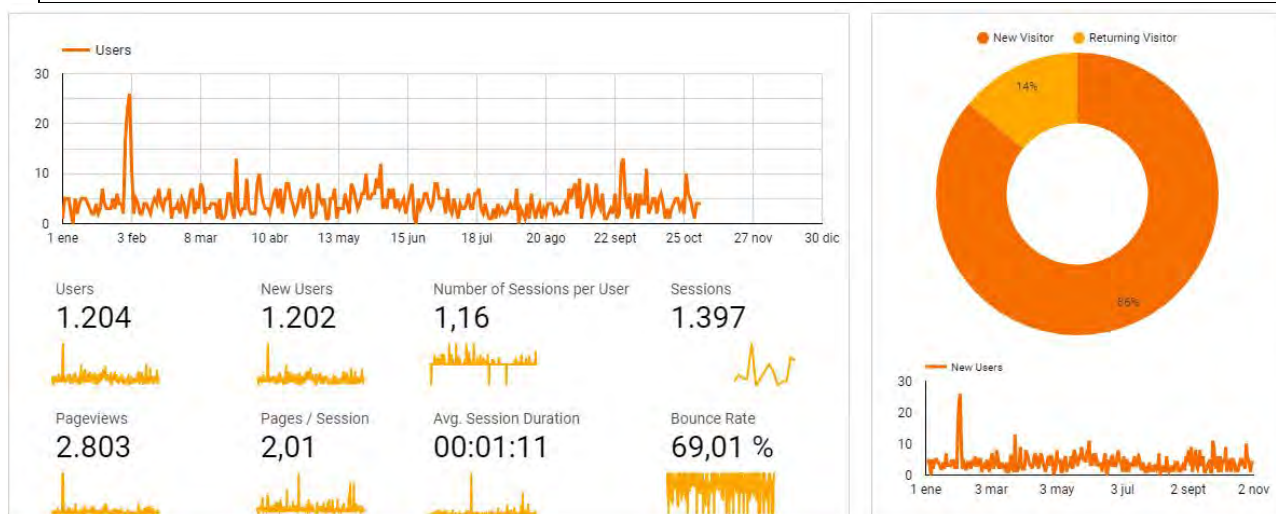 Users
30
20
10
0
1 ene 3 feb 8 mar 10 abr 13 may 15 jun 18 jul 20 ago 22 sept 25 oct 27 nov 30 dic
Users New Users Number of Sessions per User Sessions
1.204 1.202 1,16 1.397
Pageviews Pages / Session Avg. Session Duration Bounce Rate
2.803 2,01 00:01:11 69,01 %
New Visitor Returning Visitor
14%
86%
New Users
30
20
10
0
1 ene 3 mar 3 may 3 jul 2 sept 2 nov